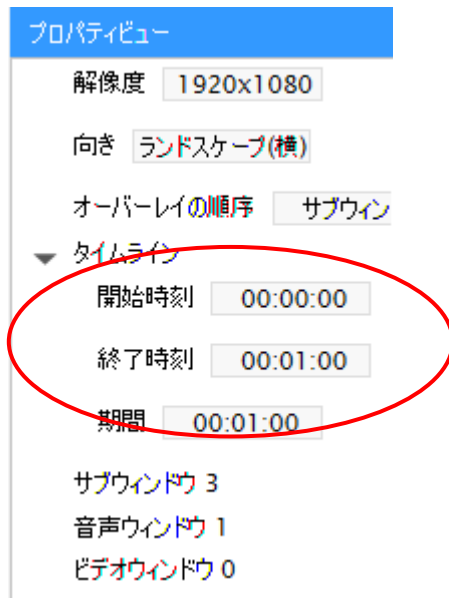 プロパティビュー
解像度 1920x1080
向き ランドスケープ(横)
オーバーレイの順序 サブウィン
タイムライン
開始時刻 00:00:00
終了時刻 00:01:00
期間 00:01:00
サブウィンドウ 3
音声ウィンドウ 1
ビデオウィンドウ 0